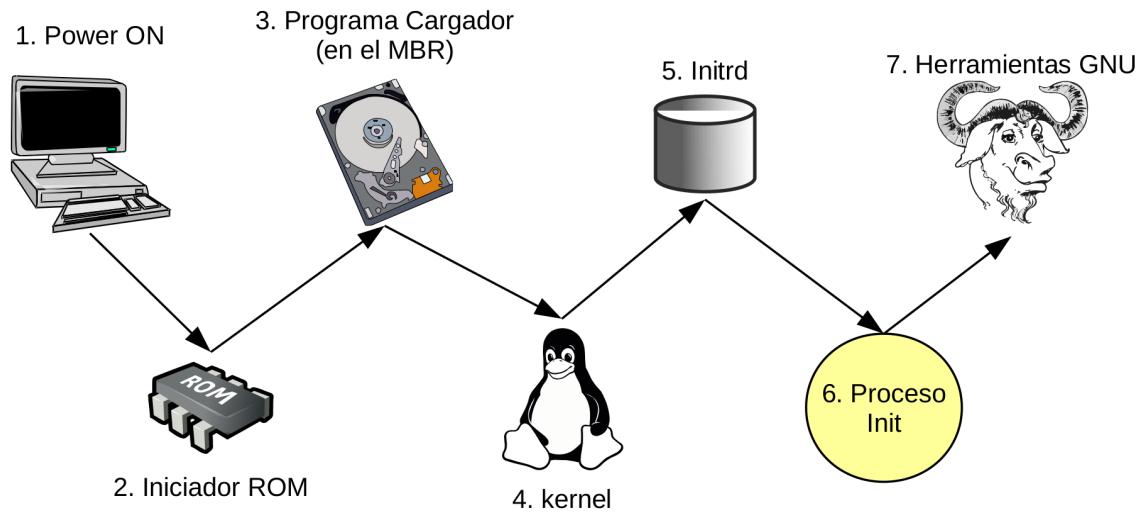 1. Power ON
2. Iniciador ROM
ROM
3. Programa Cargador
(en el MBR)
4. kernel
5. Initrd
6. Proceso
Init
7. Herramientas GNU